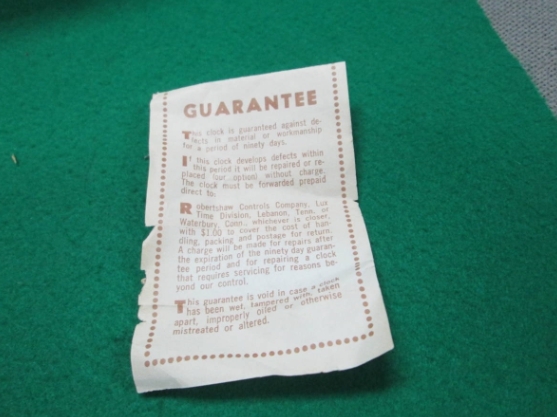 GUARANTEE
This clock is guaranteed against de-
fects in material or workmanship
for a period of ninety days.
If this clock develops defects within
this period it will be repaired or re-
placed (our option) without charge.
The clock must be forwarded prepaid
direct to:
Robertshaw Controls Company, Lux
Time Division, Lebanon, Tenn. or
Waterbury, Conn., whichever is closer,
with $1.00 to cover the cost of han-
dling, packing and postage for return.
A charge will be made for repairs after
the expiration of the ninety day guaran-
tee period and for repairing a clock
that requires servicing for reasons be-
yond our control.
This guarantee is void in case a clock
has been wet, tampered with, taken
apart, improperly oiled or otherwise
mistreated or altered.